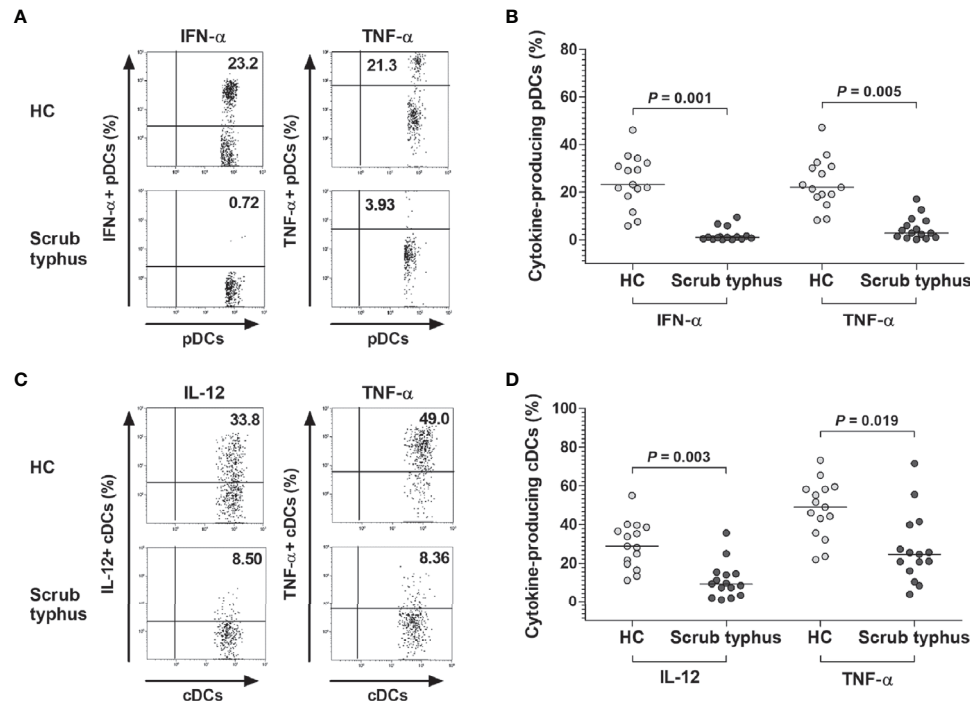 A
IFN-α
TNF-α
HC
IFN-α+ pDCs (%)
23.2
TNF-α+ pDCs (%)
21.3
Scrub
typhus
0.72
3.93
pDCs
pDCs
B
Cytokine-producing pDCs (%)
80
60
40
20
0
P = 0.001
P = 0.005
HC
Scrub typhus
HC
Scrub typhus
IFN-α
TNF-α
C
IL-12
TNF-α
HC
IL-12+ cDCs (%)
33.8
TNF-α+ cDCs (%)
49.0
Scrub
typhus
8.50
8.36
cDCs
cDCs
D
Cytokine-producing cDCs (%)
100
80
60
40
20
0
P = 0.003
P = 0.019
HC
Scrub typhus
HC
Scrub typhus
IL-12
TNF-α